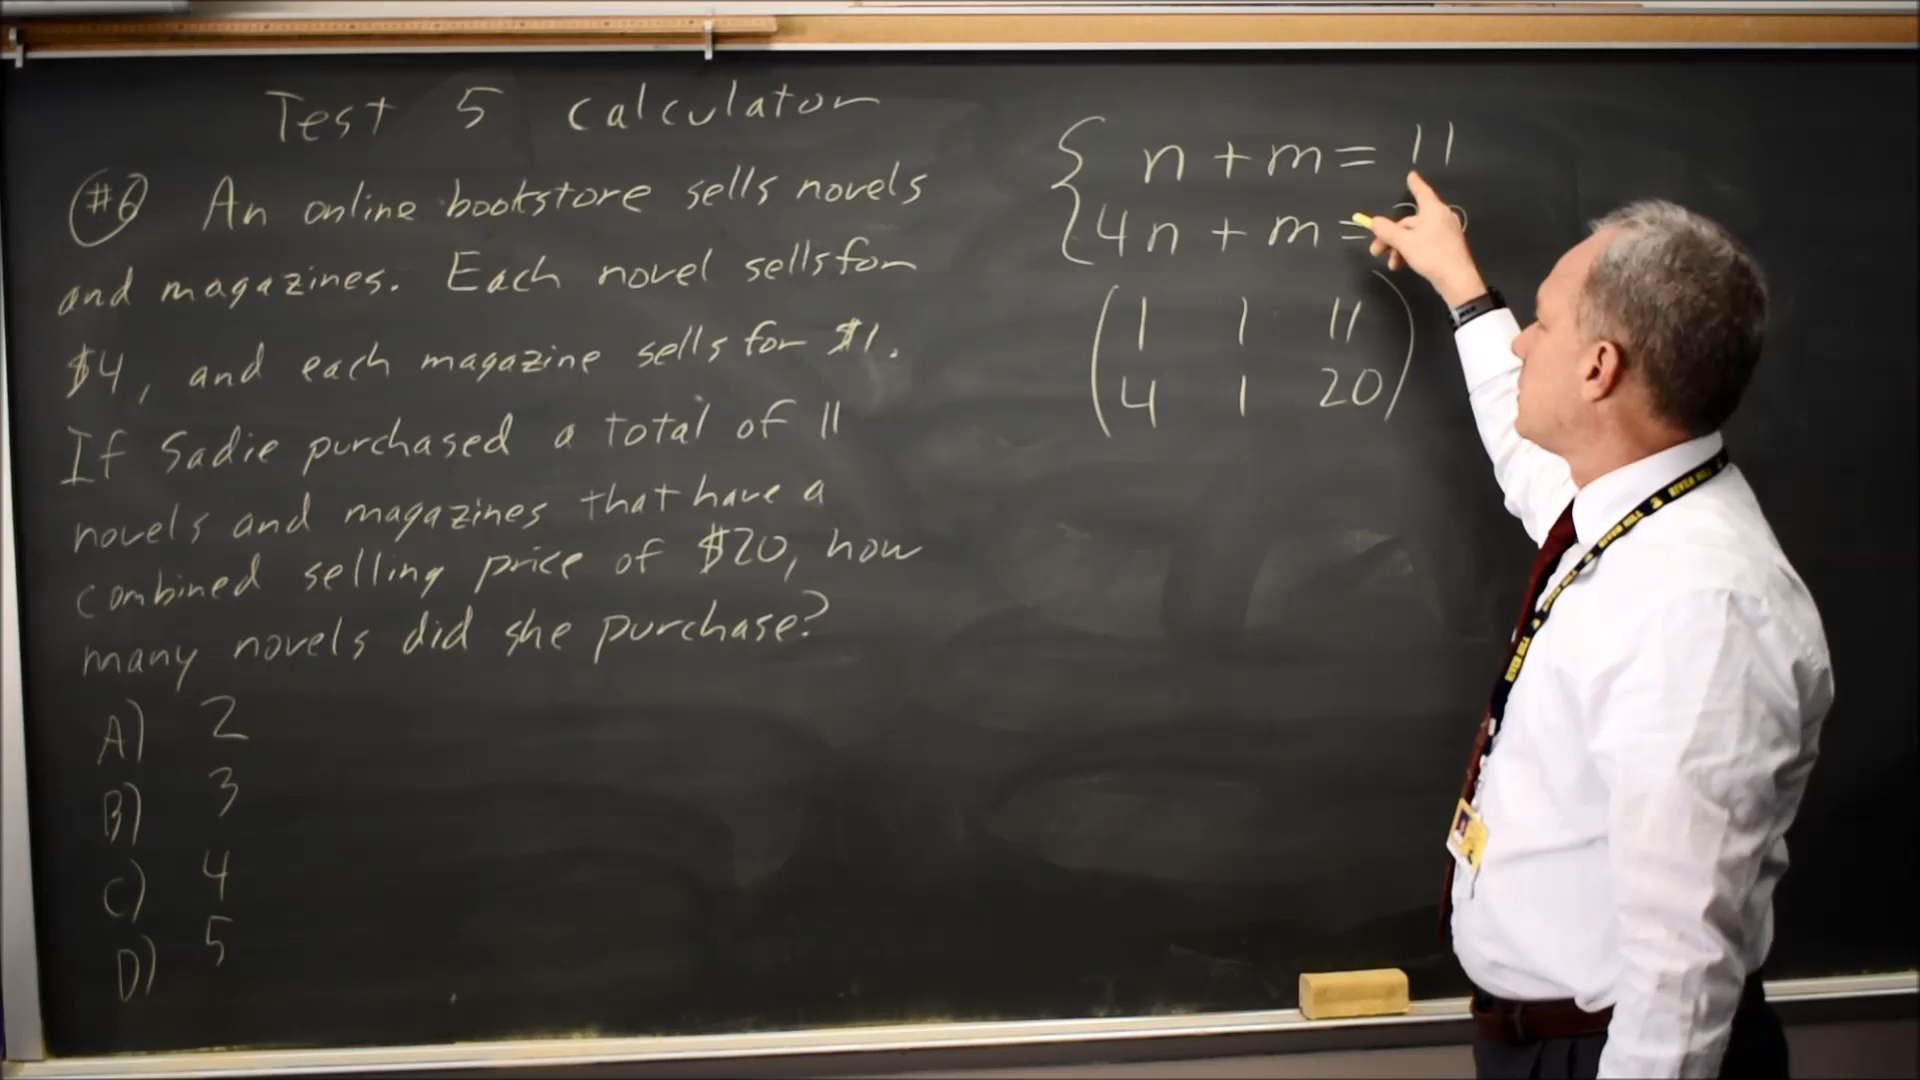 Test 5 calculator
#6 An online bookstore sells novels
and magazines. Each novel sells for
$4, and each magazine sells for $1.
If Sadie purchased a total of 11
novels and magazines that have a
combined selling price of $20, how
many novels did she purchase?
A) 2
B) 3
C) 4
D) 5
n + m = 11
4n + m =
1 1 11
4 1 20
RIVER HILL